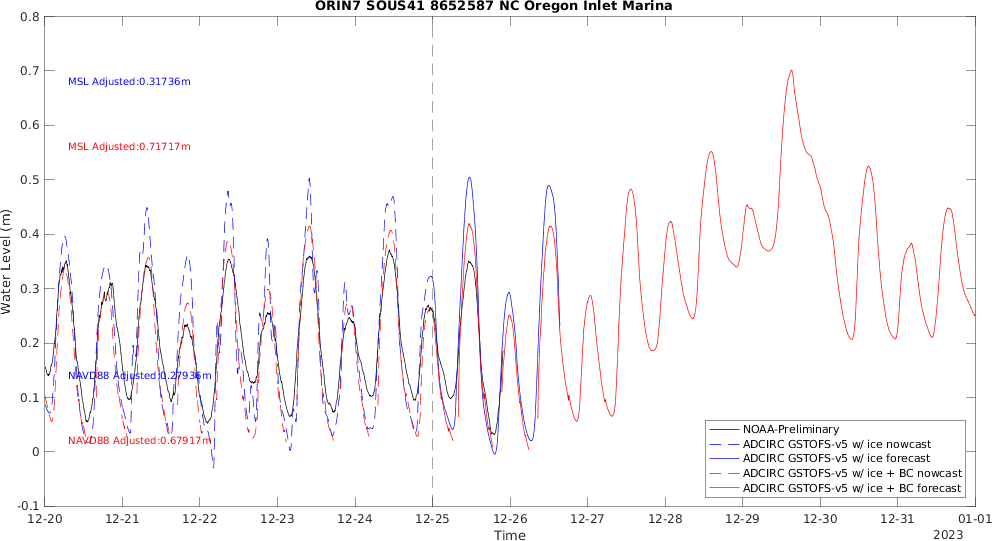 ORIN7 SOUS41 8652587 NC Oregon Inlet Marina
0.8
0.7
0.6
0.5
0.4
0.3
0.2
0.1
0
-0.1
Water Level (m)
MSL Adjusted:0.31736m
MSL Adjusted:0.71717m
NAVD88 Adjusted:0.27936m
NAVD88 Adjusted:0.67917m
NOAA-Preliminary
ADCIRC GSTOFS-v5 w/ ice nowcast
ADCIRC GSTOFS-v5 w/ ice forecast
ADCIRC GSTOFS-v5 w/ ice + BC nowcast
ADCIRC GSTOFS-v5 w/ ice + BC forecast
12-20 12-21 12-22 12-23 12-24 12-25 12-26 12-27 12-28 12-29 12-30 12-31 01-01
Time
2023